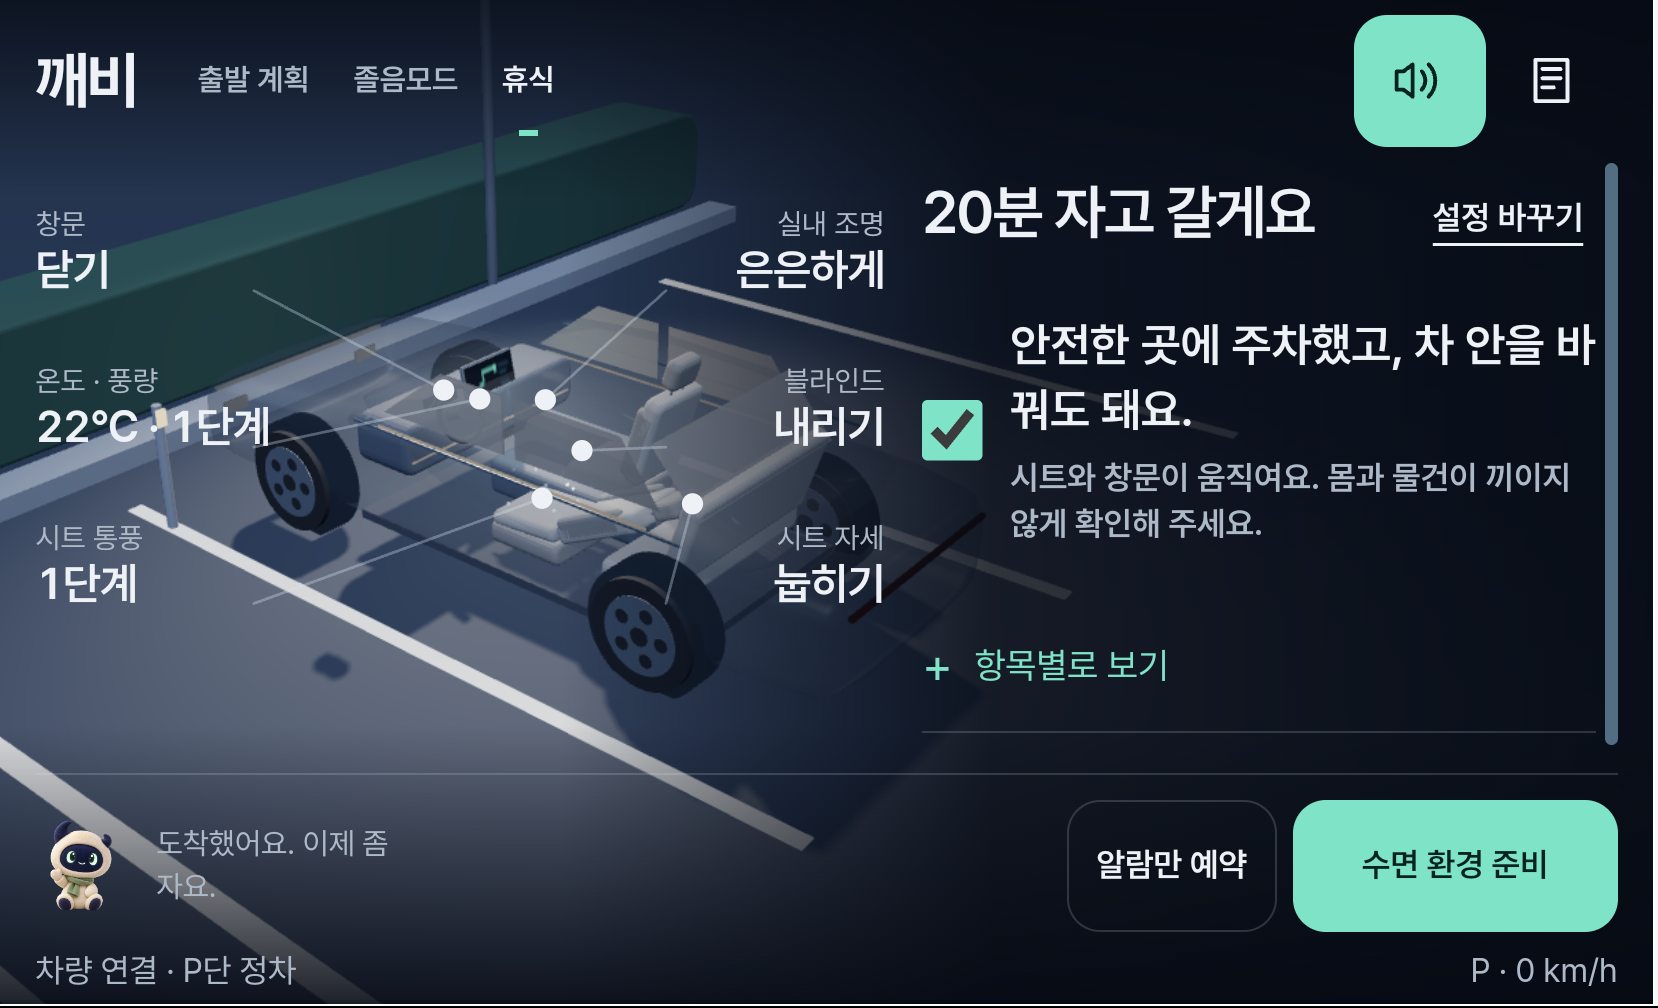 깨비
출발 계획
졸음모드
휴식
창문
닫기
온도 · 풍량
22°C · 1단계
시트 통풍
1단계
실내 조명
은은하게
블라인드
내리기
시트 자세
눕히기
20분 자고 갈게요
설정 바꾸기
안전한 곳에 주차했고, 차 안을 바
꿔도 돼요.
시트와 창문이 움직여요. 몸과 물건이 끼이지
않게 확인해 주세요.
+ 항목별로 보기
도착했어요. 이제 좀
자요.
알람만 예약
수면 환경 준비
차량 연결 · P단 정차
P · 0 km/h